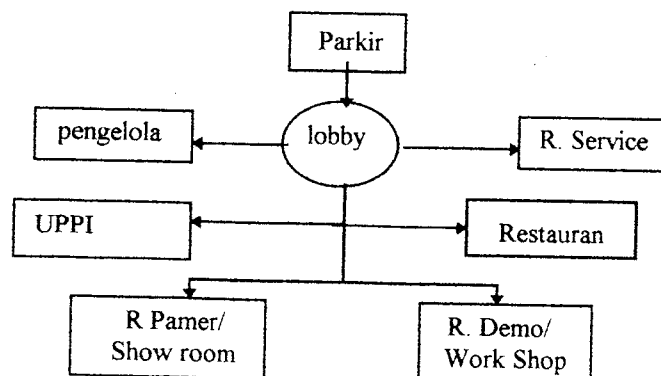 Parkir
pengelola
lobby
R. Service
UPPI
Restauran
R Pamer/
Show room
R. Demo/
Work Shop